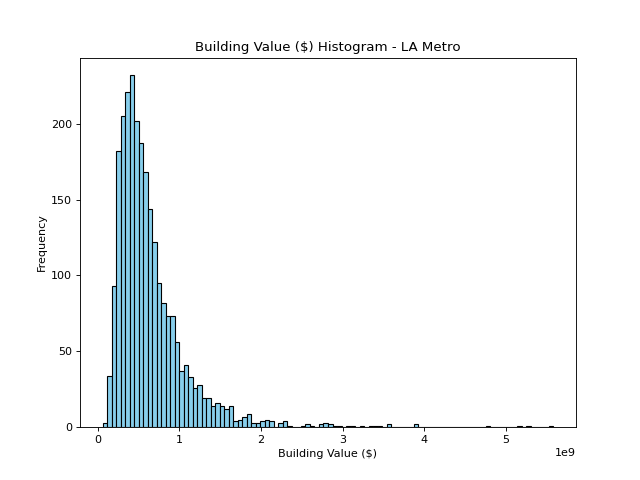 Building Value ($) Histogram - LA Metro
200
150
100
50
0
Frequency
0 1 2 3 4 5
1e9
Building Value ($)